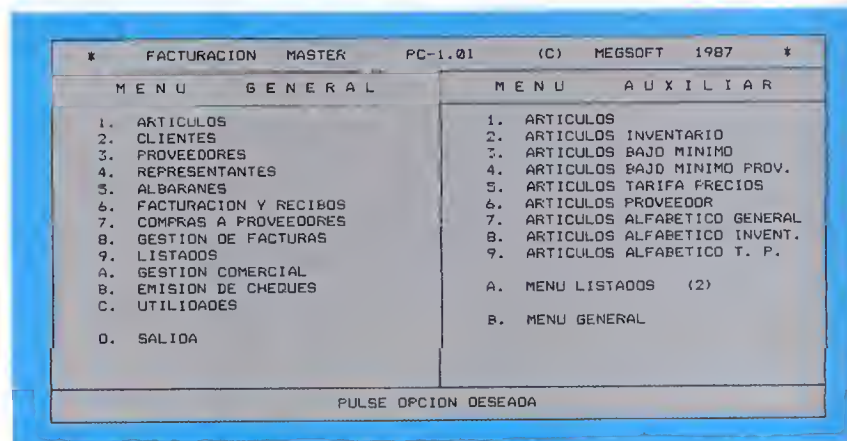 * FACTURACION MASTER PC-1.01 (C) MEGSOFT 1987 *
M E N U G E N E R A L
1. ARTICULOS
2. CLIENTES
3. PROVEEDORES
4. REPRESENTANTES
5. ALBARANES
6. FACTURACION Y RECIBOS
7. COMPRAS A PROVEEDORES
8. GESTION DE FACTURAS
9. LISTADOS
A. GESTION COMERCIAL
B. EMISION DE CHEQUES
C. UTILIDADES
0. SALIDA
M E N U A U X I L I A R
1. ARTICULOS
2. ARTICULOS INVENTARIO
3. ARTICULOS BAJO MINIMO
4. ARTICULOS BAJO MINIMO PROV.
5. ARTICULOS TARIFA PRECIOS
6. ARTICULOS PROVEEDOR
7. ARTICULOS ALFABETICO GENERAL
8. ARTICULOS ALFABETICO INVENT.
9. ARTICULOS ALFABETICO T. P.
A. MENU LISTADOS (2)
B. MENU GENERAL
PULSE OPCION DESEADA